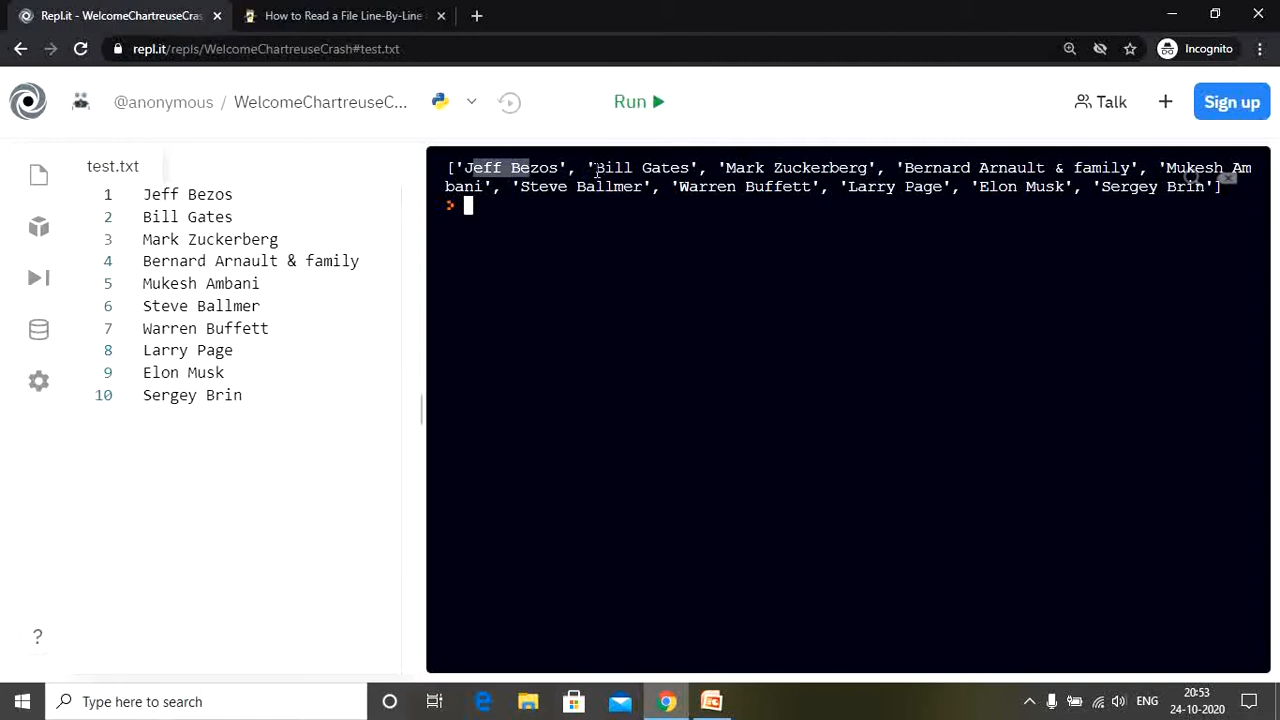 Repl.it - WelcomeChartreuseCras
How to Read a File Line-By-Line
repl.it/repls/WelcomeChartreuseCrash#test.txt
Incognito
@anonymous / WelcomeChartreuseC...
Run
Talk
Sign up
test.txt
1 Jeff Bezos
2 Bill Gates
3 Mark Zuckerberg
4 Bernard Arnault & family
5 Mukesh Ambani
6 Steve Ballmer
7 Warren Buffett
8 Larry Page
9 Elon Musk
10 Sergey Brin
['Jeff Bezos', 'Bill Gates', 'Mark Zuckerberg', 'Bernard Arnault & family', 'Mukesh Am
bani', 'Steve Ballmer', 'Warren Buffett', 'Larry Page', 'Elon Musk', 'Sergey Brin']
>
?
Type here to search
ENG
20:53
24-10-2020